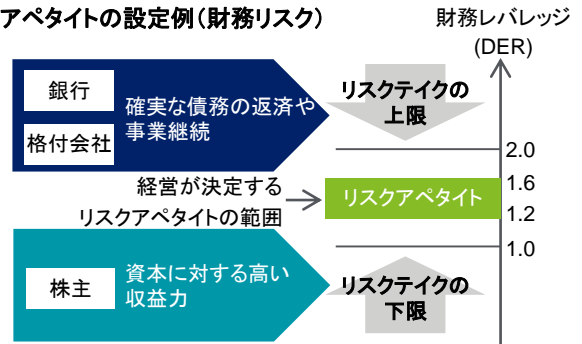 アペタイトの設定例（財務リスク）
財務レバレッジ
(DER)
銀行
格付会社
確実な債務の返済や
事業継続
リスクテイクの
上限
2.0
経営が決定する
リスクアペタイトの範囲
リスクアペタイト
1.6
1.2
1.0
株主
資本に対する高い
収益力
リスクテイクの
下限